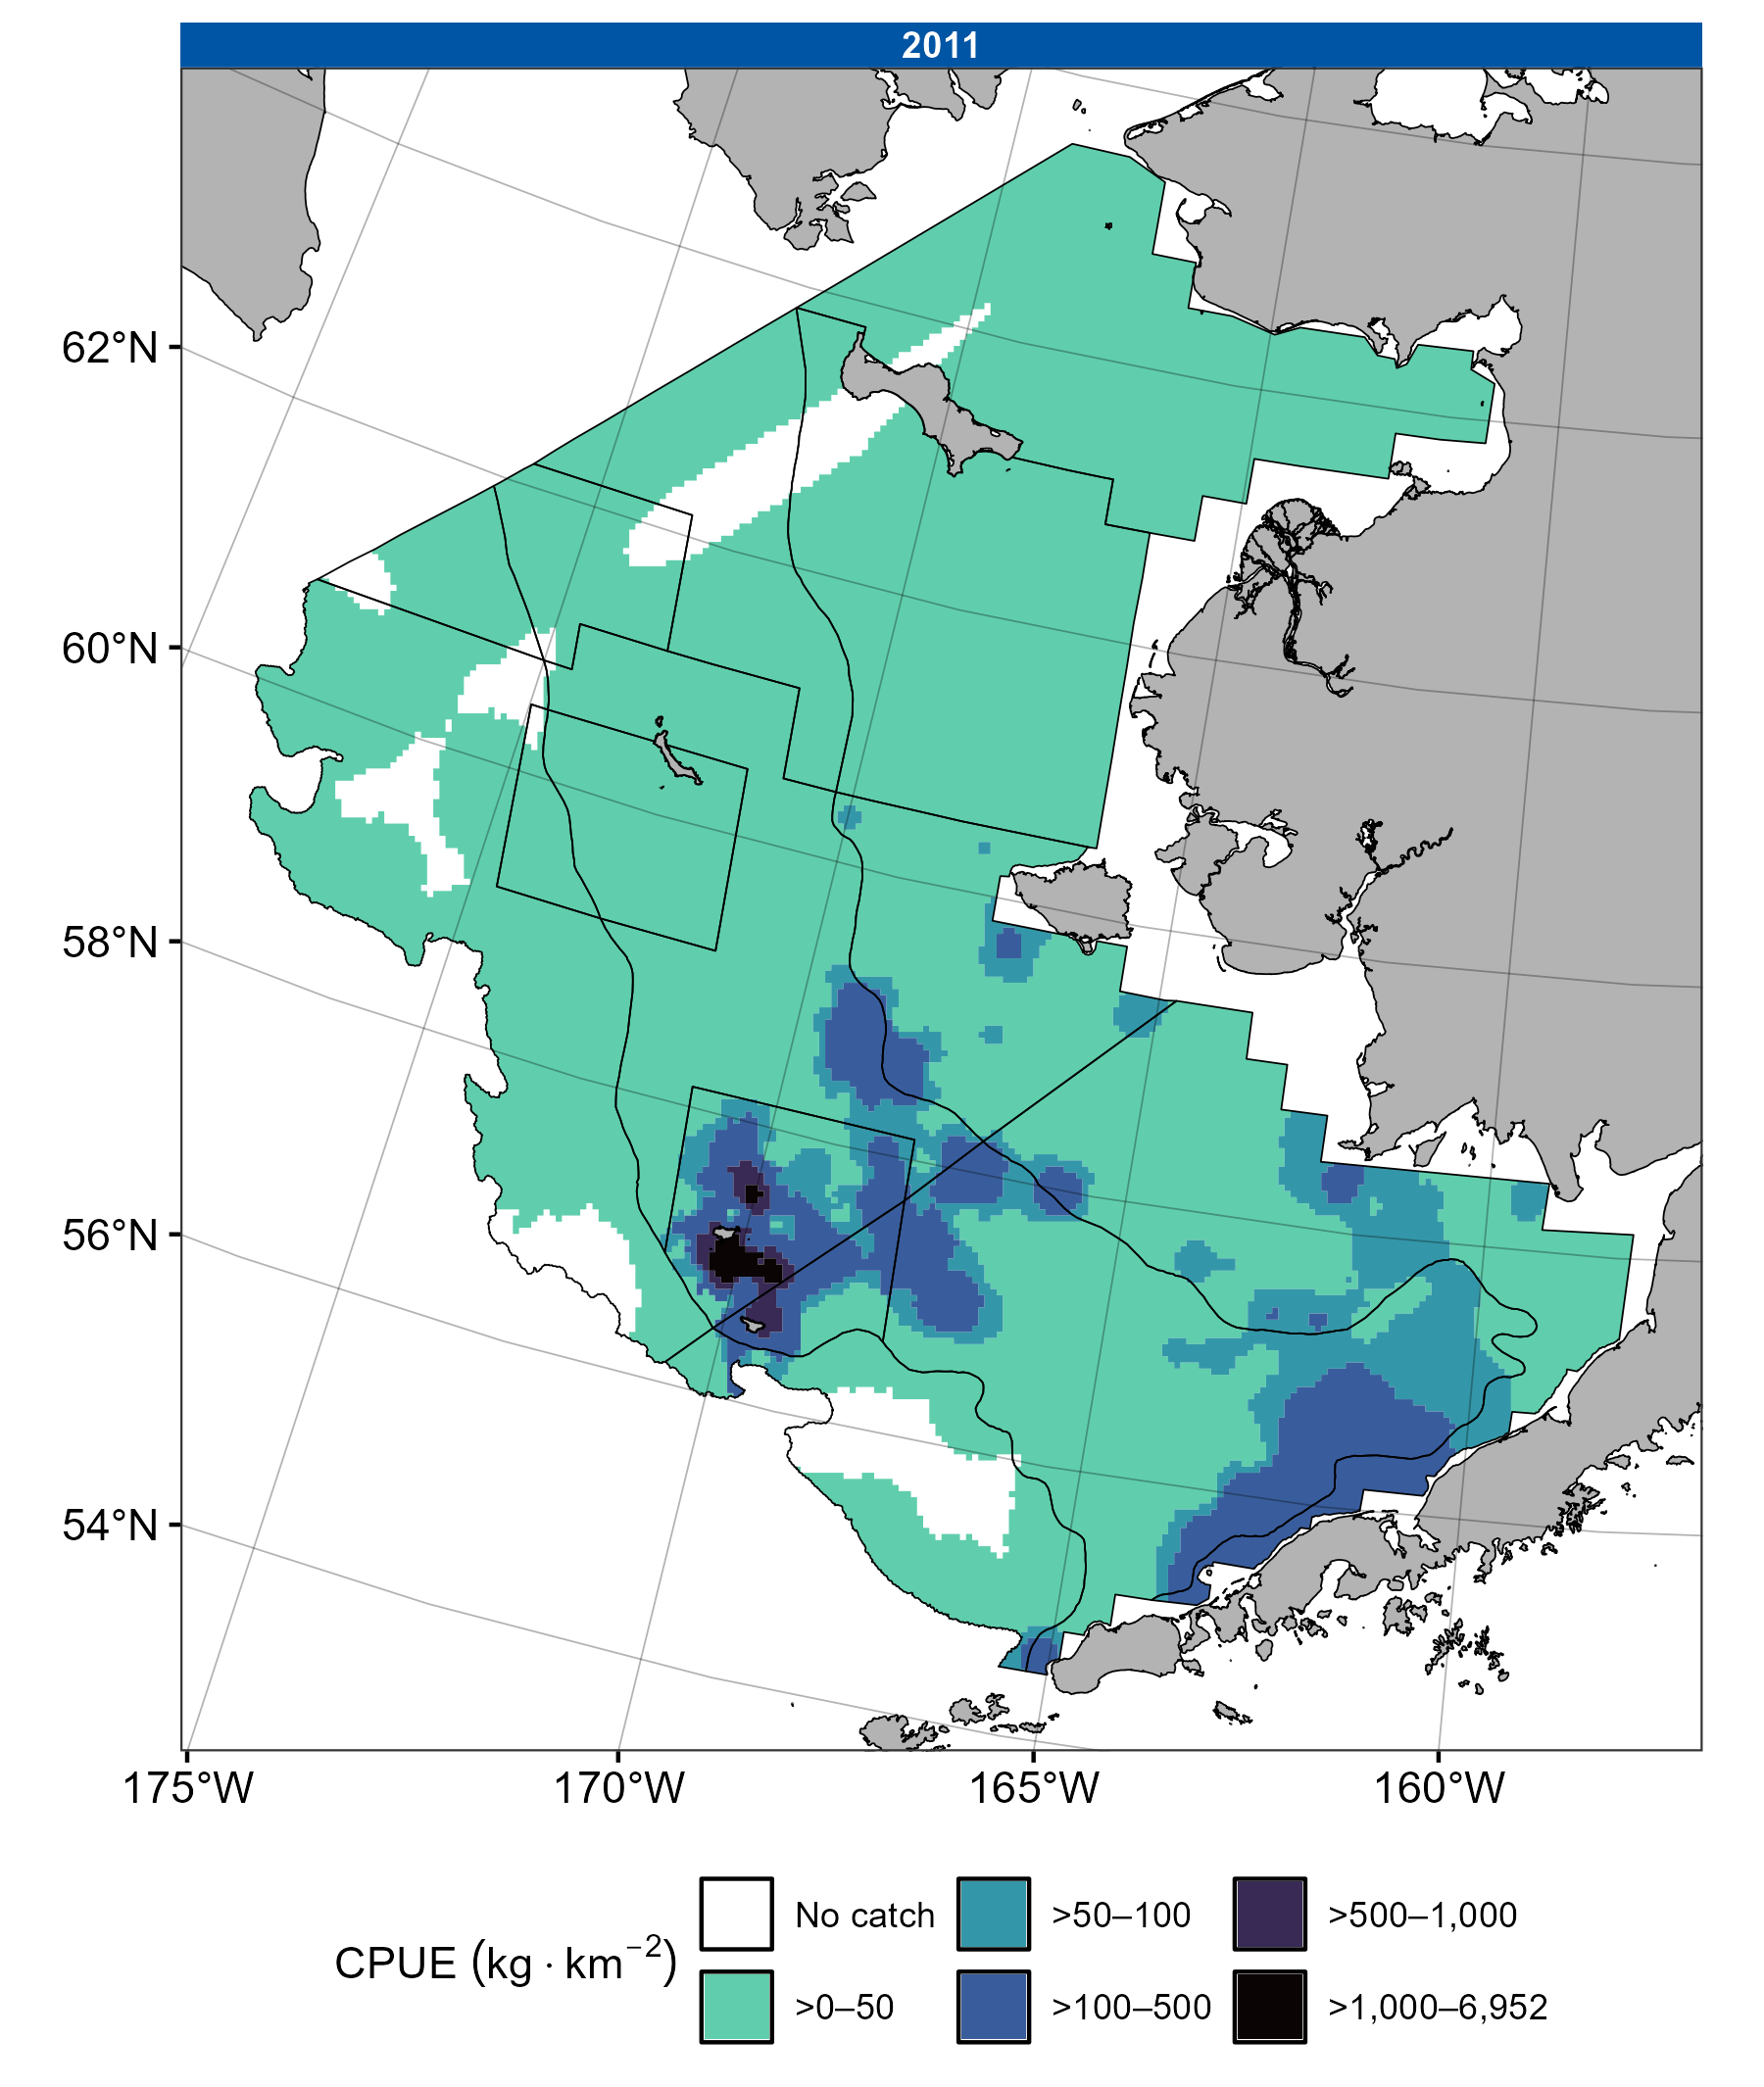 2011
62°N
60°N
58°N
56°N
54°N
175°W 170°W 165°W 160°W
CPUE (kg · km⁻²)
No catch >50–100 >500–1,000
>0–50 >100–500 >1,000–6,952